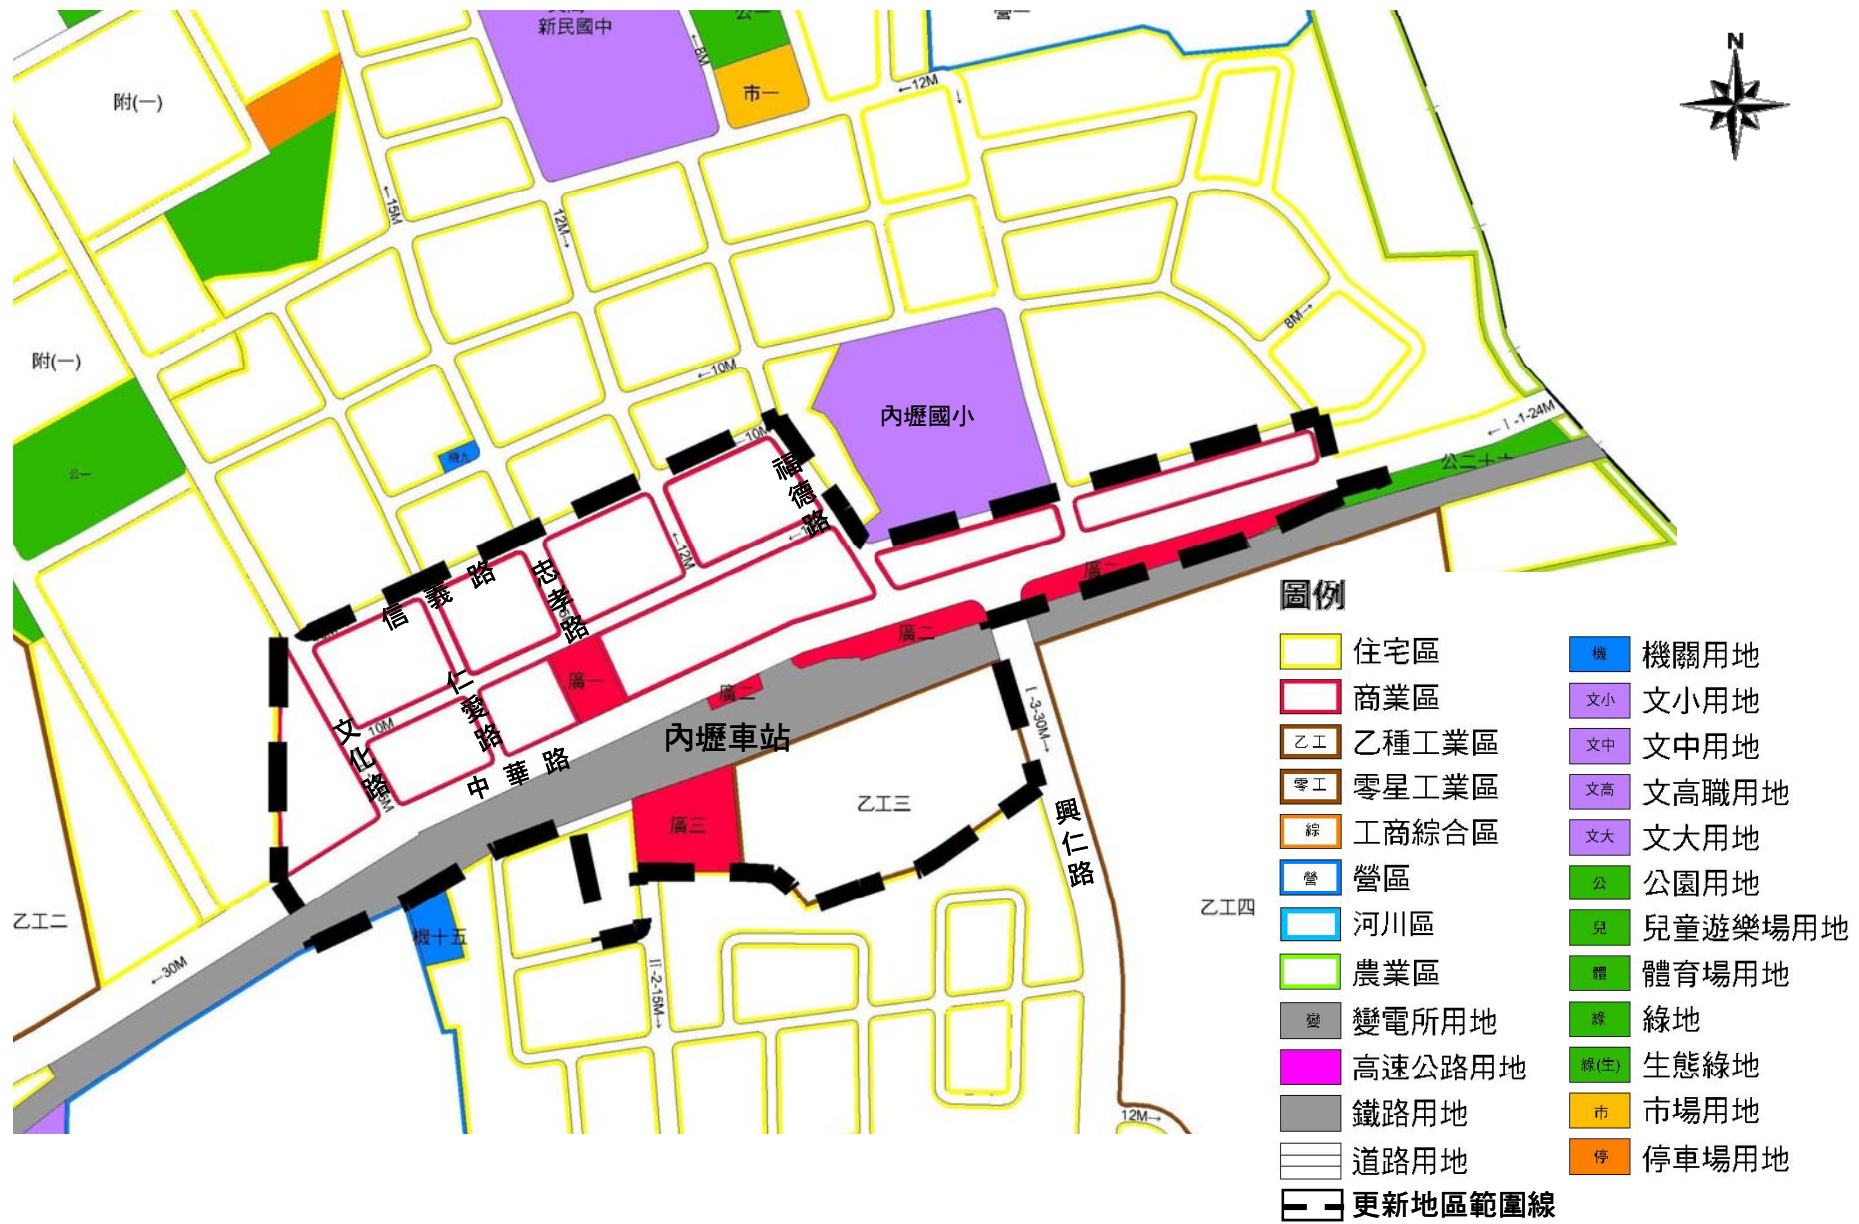 新民國中
營一
N
附(一)
←8M
市一
←12M
←15M
12M→
附(一)
8M→
←10M
內壢國小
←Ⅰ-1-24M
公一
機九
←10M
福德路
公二十六
←12M
信義路
忠孝路
廣一
廣二
廣二
廣二
仁愛路
10M
文化路
中華路
內壢車站
Ⅰ-3-30M→
廣三
乙工三
興仁路
乙工二
乙工四
機十五
←30M
Ⅱ-2-15M→
12M→
圖例
住宅區
商業區
乙工 乙種工業區
零工 零星工業區
綜 工商綜合區
營 營區
河川區
農業區
變 變電所用地
高速公路用地
鐵路用地
道路用地
更新地區範圍線
機 機關用地
文小 文小用地
文中 文中用地
文高 文高職用地
文大 文大用地
公 公園用地
兒 兒童遊樂場用地
體 體育場用地
綠 綠地
綠(生) 生態綠地
市 市場用地
停 停車場用地